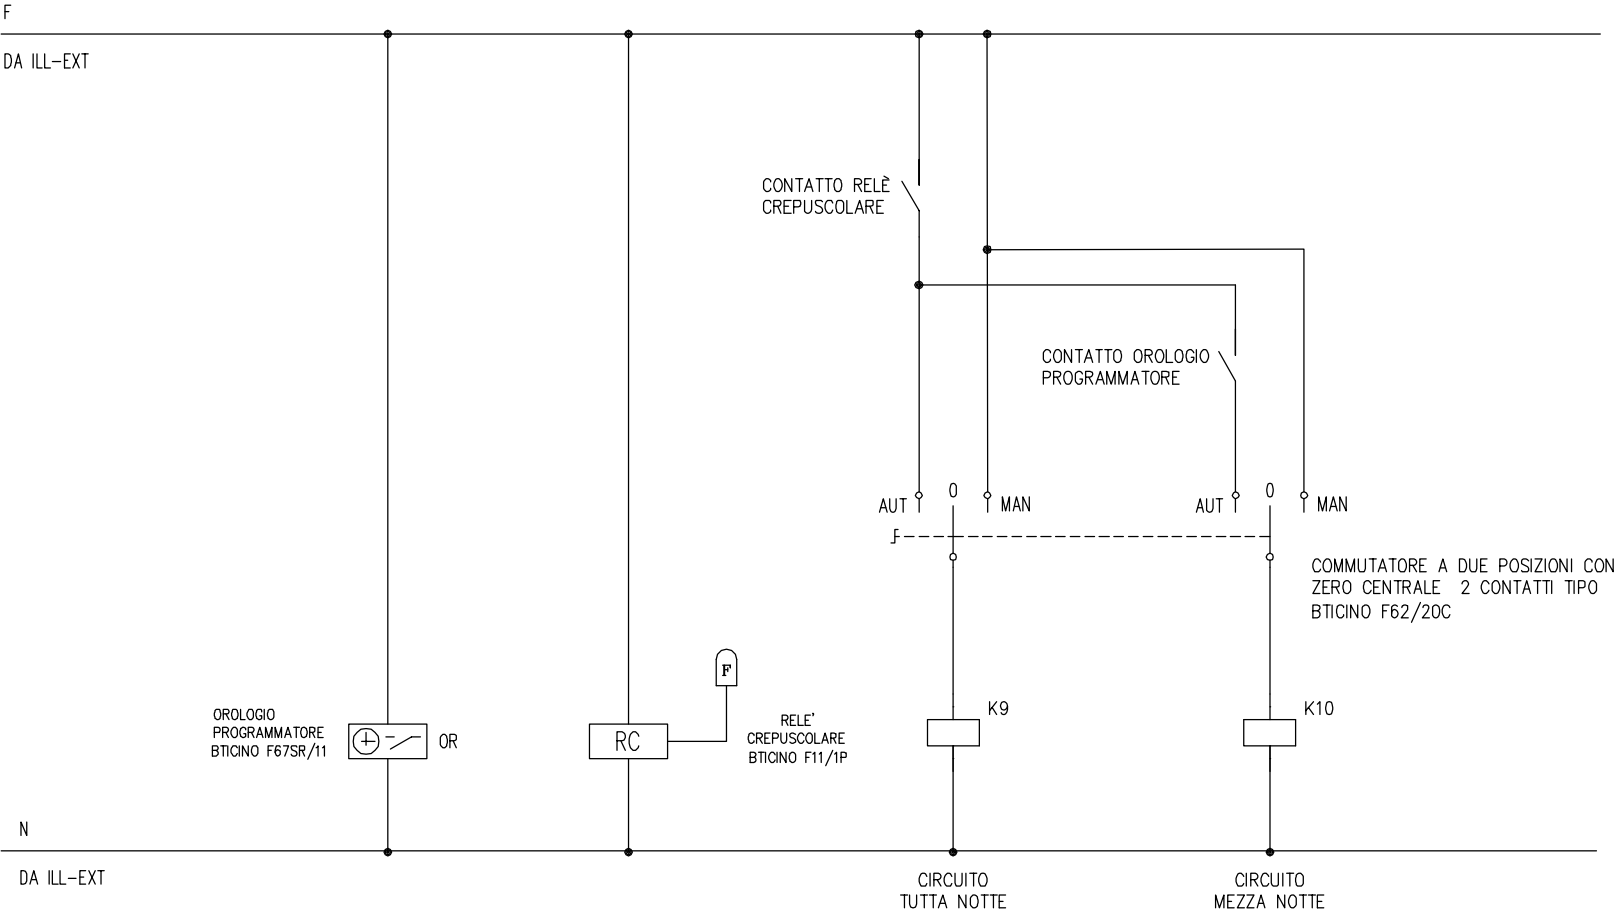 F
DA ILL-EXT
CONTATTO RELÈ
CREPUSCOLARE
CONTATTO OROLOGIO
PROGRAMMATORE
AUT
0
MAN
AUT
0
MAN
COMMUTATORE A DUE POSIZIONI CON
ZERO CENTRALE 2 CONTATTI TIPO
BTICINO F62/20C
F
OROLOGIO
PROGRAMMATORE
BTICINO F67SR/11
OR
RC
RELE'
CREPUSCOLARE
BTICINO F11/1P
K9
K10
N
DA ILL-EXT
CIRCUITO
TUTTA NOTTE
CIRCUITO
MEZZA NOTTE